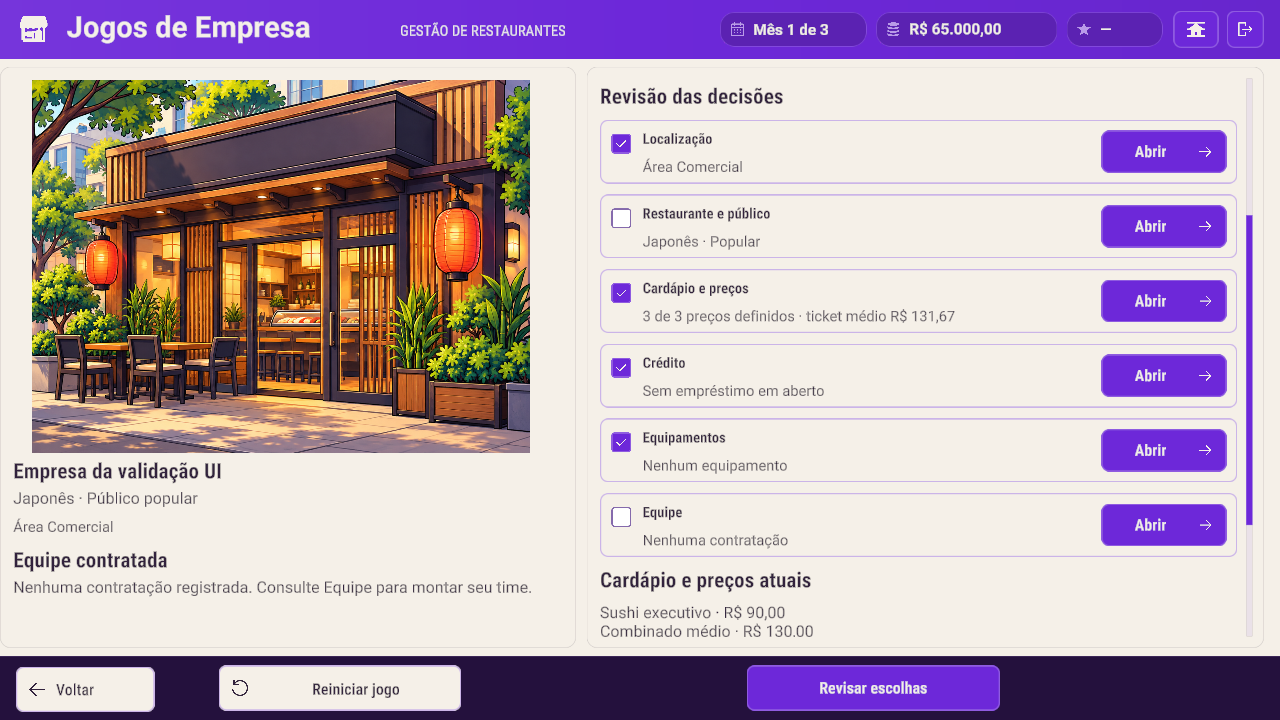 Jogos de Empresa
GESTÃO DE RESTAURANTES
Mês 1 de 3
R$ 65.000,00
—
Empresa da validação UI
Japonês · Público popular
Área Comercial
Equipe contratada
Nenhuma contratação registrada. Consulte Equipe para montar seu time.
Revisão das decisões
Localização
Área Comercial
Abrir
Restaurante e público
Japonês · Popular
Abrir
Cardápio e preços
3 de 3 preços definidos · ticket médio R$ 131,67
Abrir
Crédito
Sem empréstimo em aberto
Abrir
Equipamentos
Nenhum equipamento
Abrir
Equipe
Nenhuma contratação
Abrir
Cardápio e preços atuais
Sushi executivo · R$ 90,00
Combinado médio · R$ 130,00
Voltar
Reiniciar jogo
Revisar escolhas